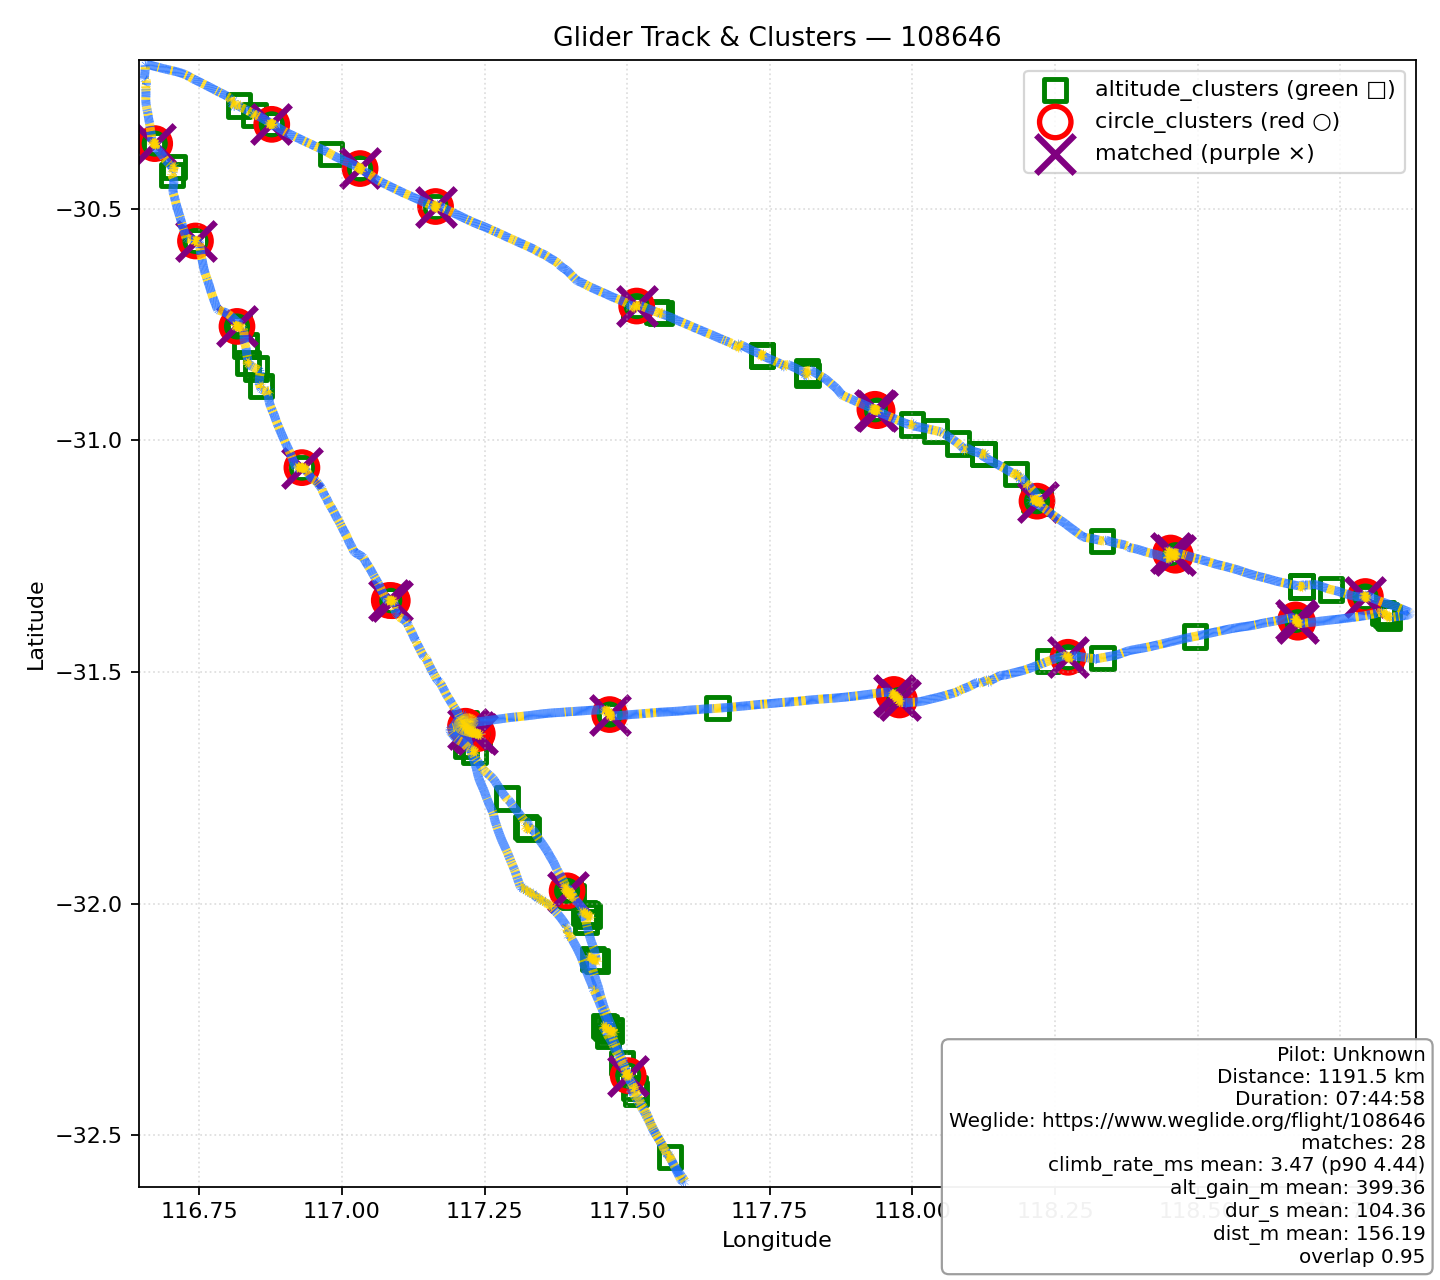 Glider Track & Clusters — 108646
altitude_clusters (green □)
circle_clusters (red ○)
matched (purple ×)
−30.5
−31.0
−31.5
−32.0
−32.5
Latitude
116.75
117.00
117.25
117.50
117.75
118.00
118.25
118.50
Longitude
Pilot: Unknown
Distance: 1191.5 km
Duration: 07:44:58
Weglide: https://www.weglide.org/flight/108646
matches: 28
climb_rate_ms mean: 3.47 (p90 4.44)
alt_gain_m mean: 399.36
dur_s mean: 104.36
dist_m mean: 156.19
overlap 0.95